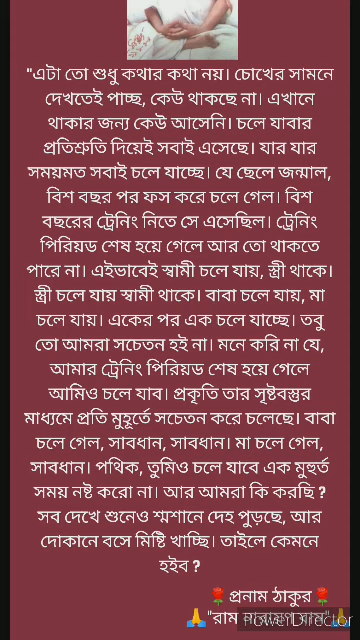 "এটা তো শুধু কথার কথা নয়। চোখের সামনে
দেখতেই পাচ্ছ, কেউ থাকছে না। এখানে
থাকার জন্য কেউ আসেনি। চলে যাবার
প্রতিশ্রুতি দিয়েই সবাই এসেছে। যার যার
সময়মত সবাই চলে যাচ্ছে। যে ছেলে জন্মাল,
বিশ বছর পর ফস করে চলে গেল। বিশ
বছরের ট্রেনিং নিতে সে এসেছিল। ট্রেনিং
পিরিয়ড শেষ হয়ে গেলে আর তো থাকতে
পারে না। এইভাবেই স্বামী চলে যায়, স্ত্রী থাকে।
স্ত্রী চলে যায় স্বামী থাকে। বাবা চলে যায়, মা
চলে যায়। একের পর এক চলে যাচ্ছে। তবু
তো আমরা সচেতন হই না। মনে করি না যে,
আমার ট্রেনিং পিরিয়ড শেষ হয়ে গেলে
আমিও চলে যাব। প্রকৃতি তার সৃষ্টবস্তুর
মাধ্যমে প্রতি মুহূর্তে সচেতন করে চলেছে। বাবা
চলে গেল, সাবধান, সাবধান। মা চলে গেল,
সাবধান। পথিক, তুমিও চলে যাবে এক মুহুর্ত
সময় নষ্ট করো না। আর আমরা কি করছি ?
সব দেখে শুনেও শ্মশানে দেহ পুড়ছে, আর
দোকানে বসে মিষ্টি খাচ্ছি। তাইলে কেমনে
হইব ?
🌹প্রনাম ঠাকুর🌹
🙏"রাম নারায়ণ রাম"🙏
PowerDirector